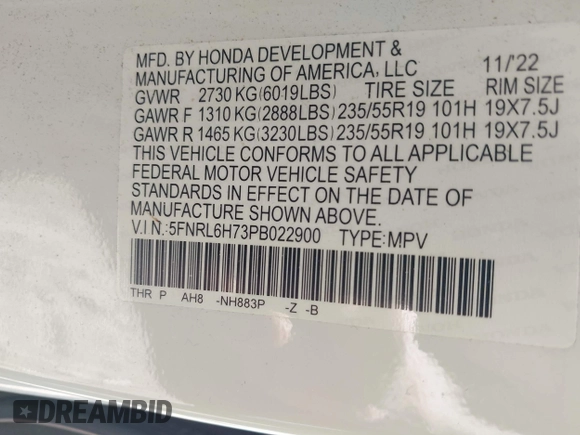 MFD. BY HONDA DEVELOPMENT &
MANUFACTURING OF AMERICA, LLC 11/'22
GVWR 2730 KG(6019LBS) TIRE SIZE RIM SIZE
GAWR F 1310 KG(2888LBS) 235/55R19 101H 19X7.5J
GAWR R 1465 KG(3230LBS) 235/55R19 101H 19X7.5J
THIS VEHICLE CONFORMS TO ALL APPLICABLE
FEDERAL MOTOR VEHICLE SAFETY
STANDARDS IN EFFECT ON THE DATE OF
MANUFACTURE SHOWN ABOVE.
V.I.N.:5FNRL6H73PB022900 TYPE:MPV
THR P AH8 -NH883P -Z -B
DREAMBID